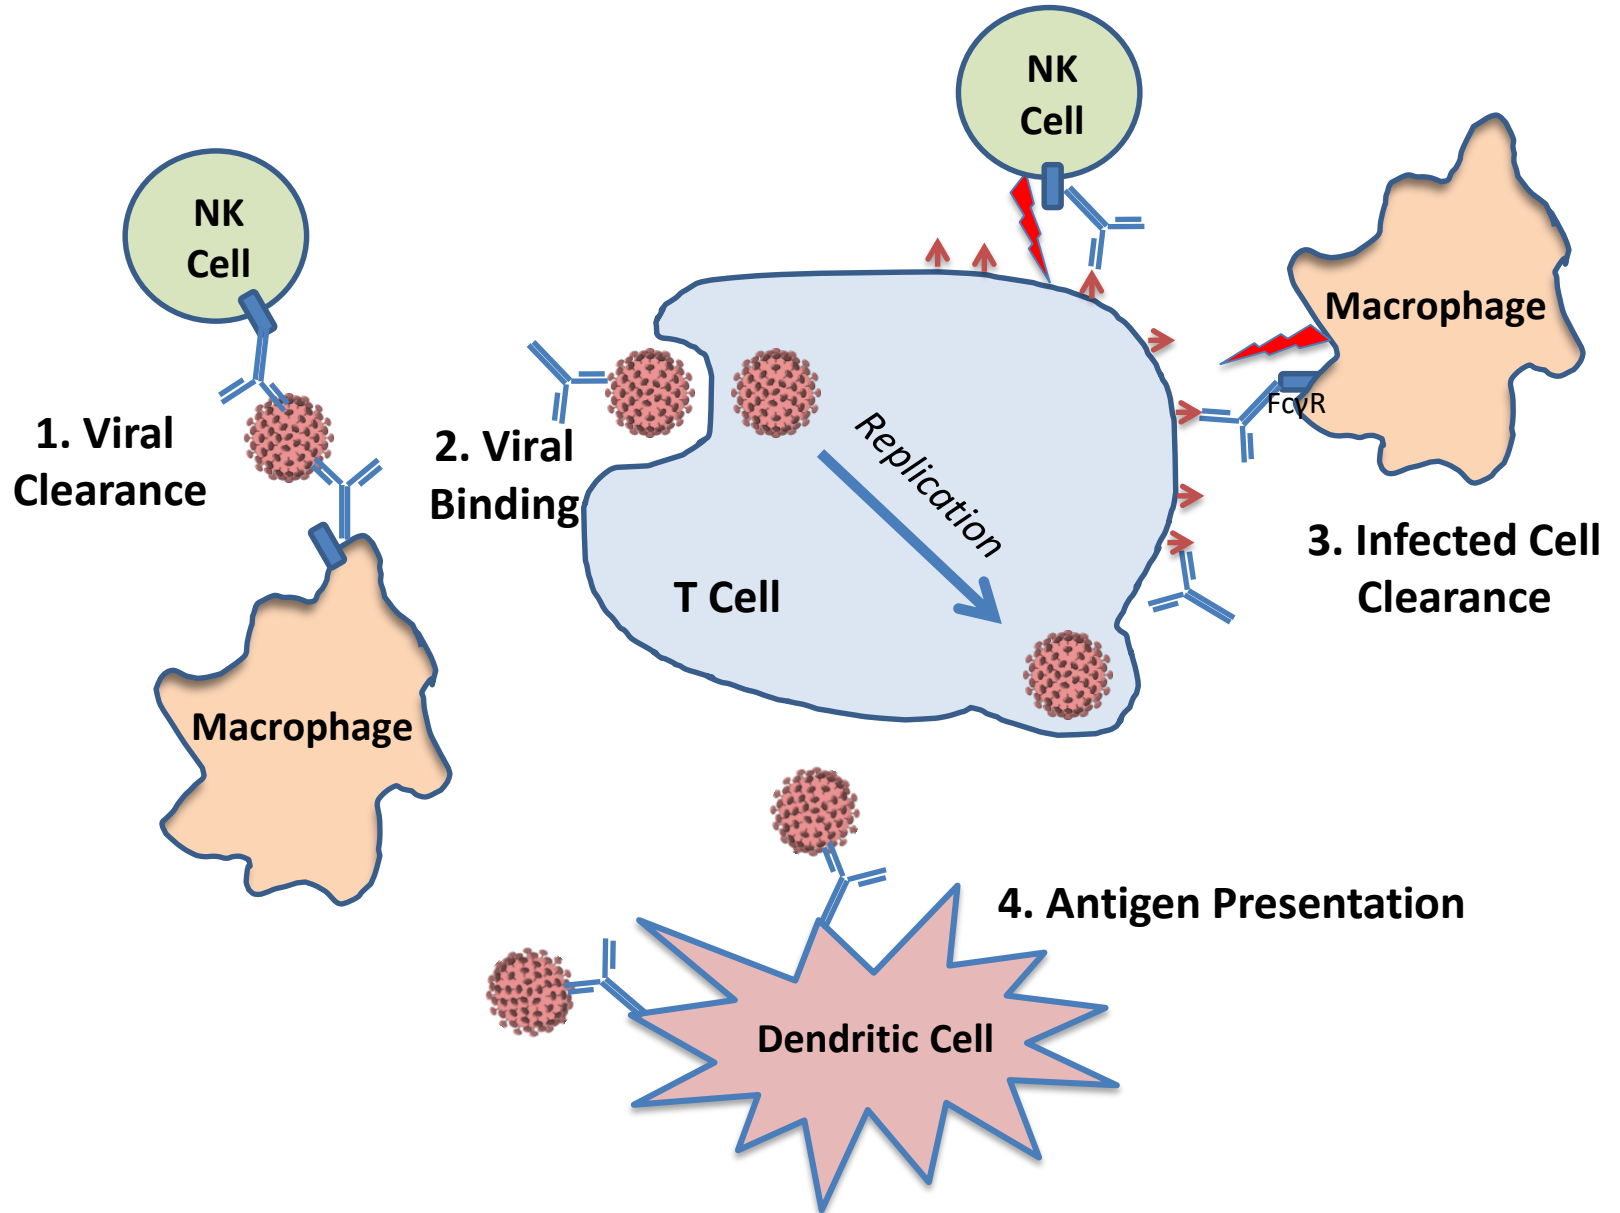 NK
Cell
NK
Cell
Macrophage
FcγR
1. Viral
Clearance
2. Viral
Binding
Replication
T Cell
3. Infected Cell
Clearance
Macrophage
4. Antigen Presentation
Dendritic Cell